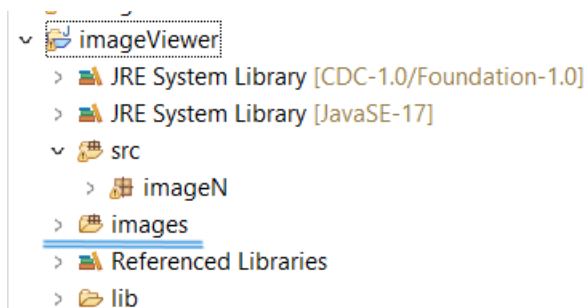 imageViewer
JRE System Library [CDC-1.0/Foundation-1.0]
JRE System Library [JavaSE-17]
src
imageN
images
Referenced Libraries
lib